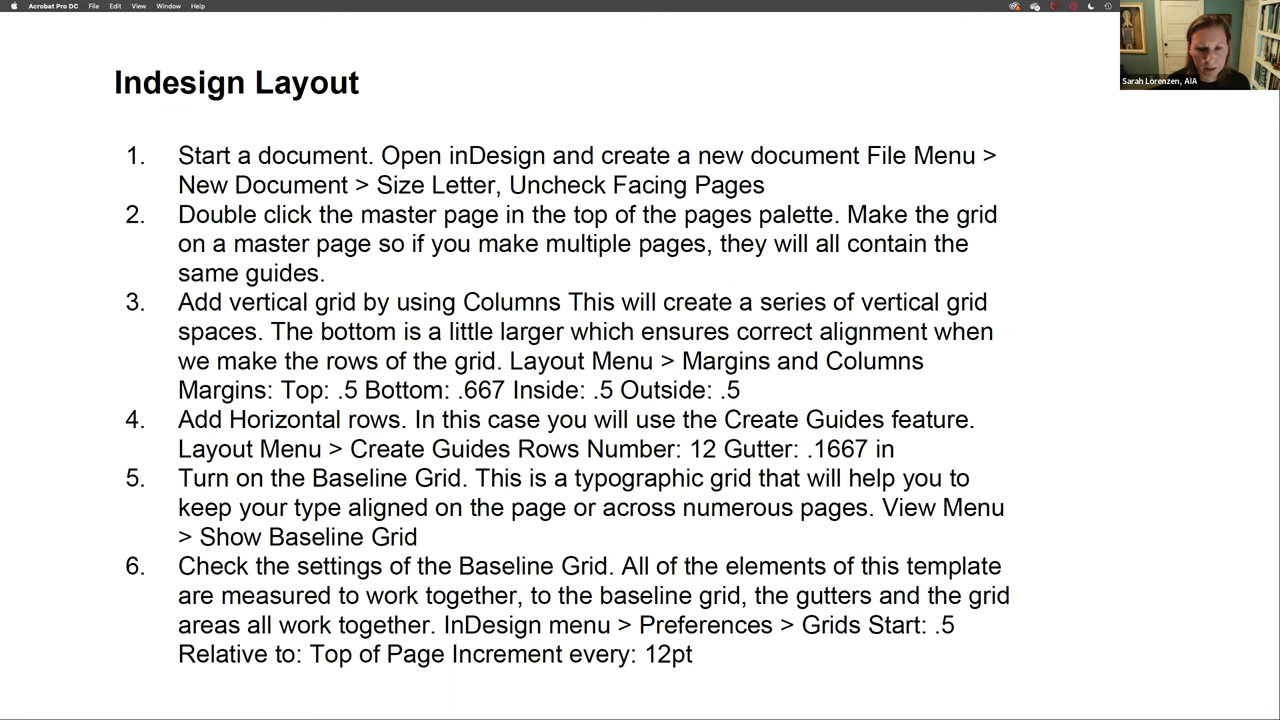 Acrobat Pro DC File Edit View Window Help
Sarah Lorenzen, AIA
Indesign Layout
1. Start a document. Open inDesign and create a new document File Menu >
New Document > Size Letter, Uncheck Facing Pages
2. Double click the master page in the top of the pages palette. Make the grid
on a master page so if you make multiple pages, they will all contain the
same guides.
3. Add vertical grid by using Columns This will create a series of vertical grid
spaces. The bottom is a little larger which ensures correct alignment when
we make the rows of the grid. Layout Menu > Margins and Columns
Margins: Top: .5 Bottom: .667 Inside: .5 Outside: .5
4. Add Horizontal rows. In this case you will use the Create Guides feature.
Layout Menu > Create Guides Rows Number: 12 Gutter: .1667 in
5. Turn on the Baseline Grid. This is a typographic grid that will help you to
keep your type aligned on the page or across numerous pages. View Menu
> Show Baseline Grid
6. Check the settings of the Baseline Grid. All of the elements of this template
are measured to work together, to the baseline grid, the gutters and the grid
areas all work together. InDesign menu > Preferences > Grids Start: .5
Relative to: Top of Page Increment every: 12pt